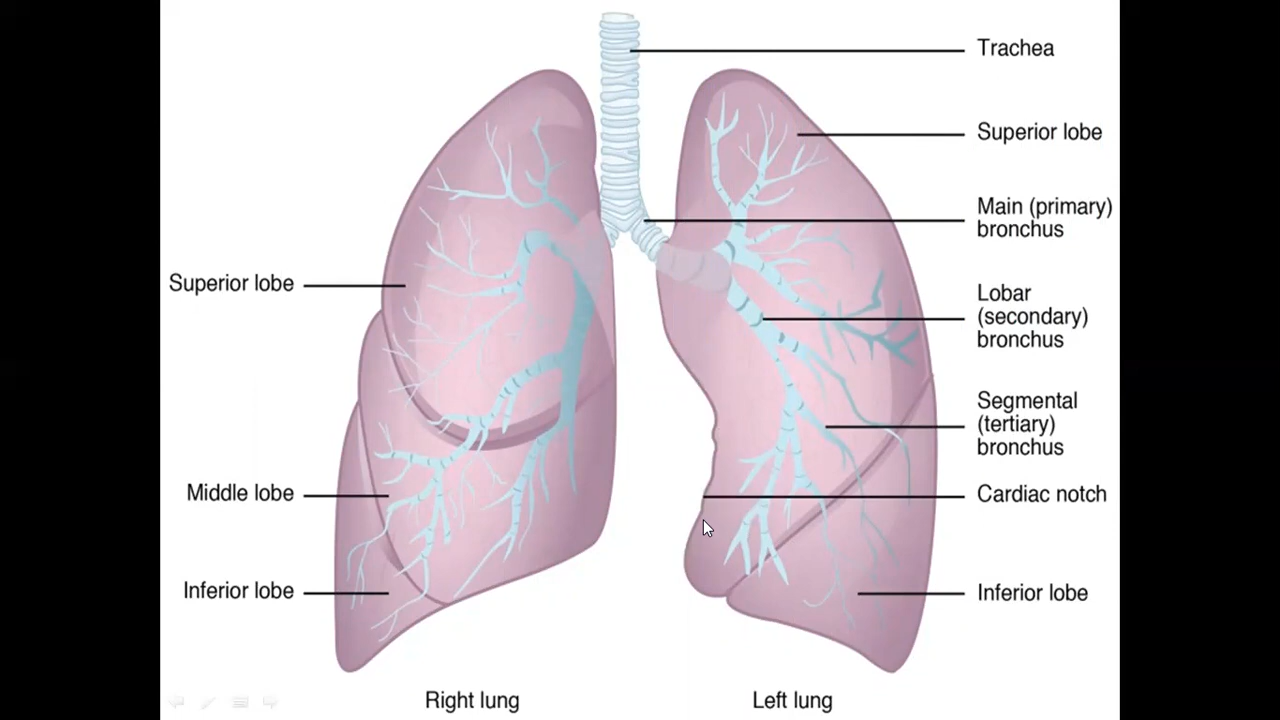 Trachea
Superior lobe
Main (primary)
bronchus
Lobar
(secondary)
bronchus
Segmental
(tertiary)
bronchus
Cardiac notch
Inferior lobe
Superior lobe
Middle lobe
Inferior lobe
Right lung
Left lung